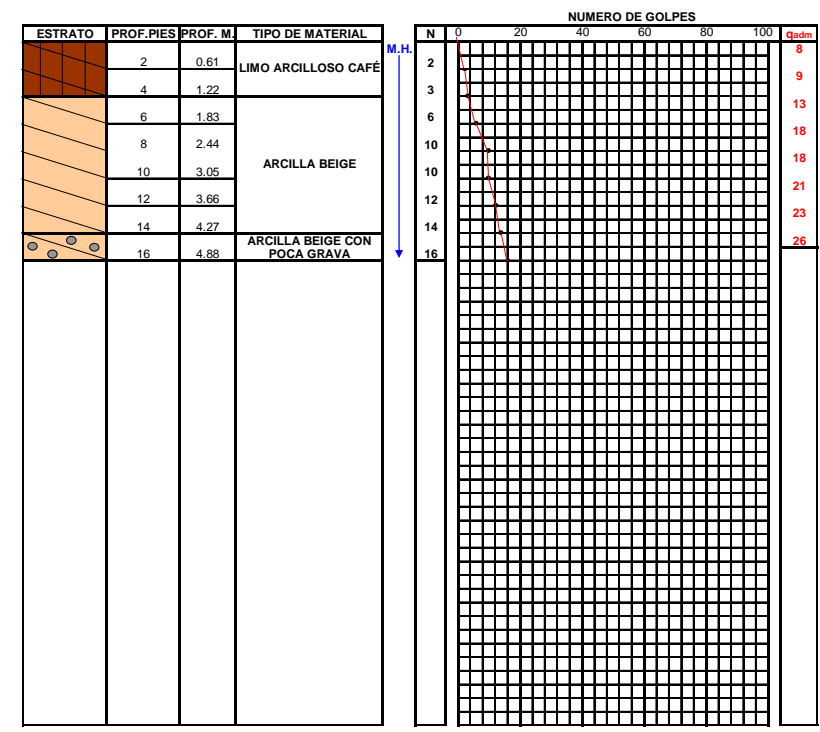 NUMERO DE GOLPES
ESTRATO PROF.PIES PROF. M. TIPO DE MATERIAL N 0 20 40 60 80 100 qadm
M.H. 8
2 0.61 LIMO ARCILLOSO CAFÉ 2
9
4 1.22 3
13
6 1.83 6
18
8 2.44 10
ARCILLA BEIGE 18
10 3.05 10
21
12 3.66 12
23
14 4.27 14
ARCILLA BEIGE CON 26
16 4.88 POCA GRAVA 16